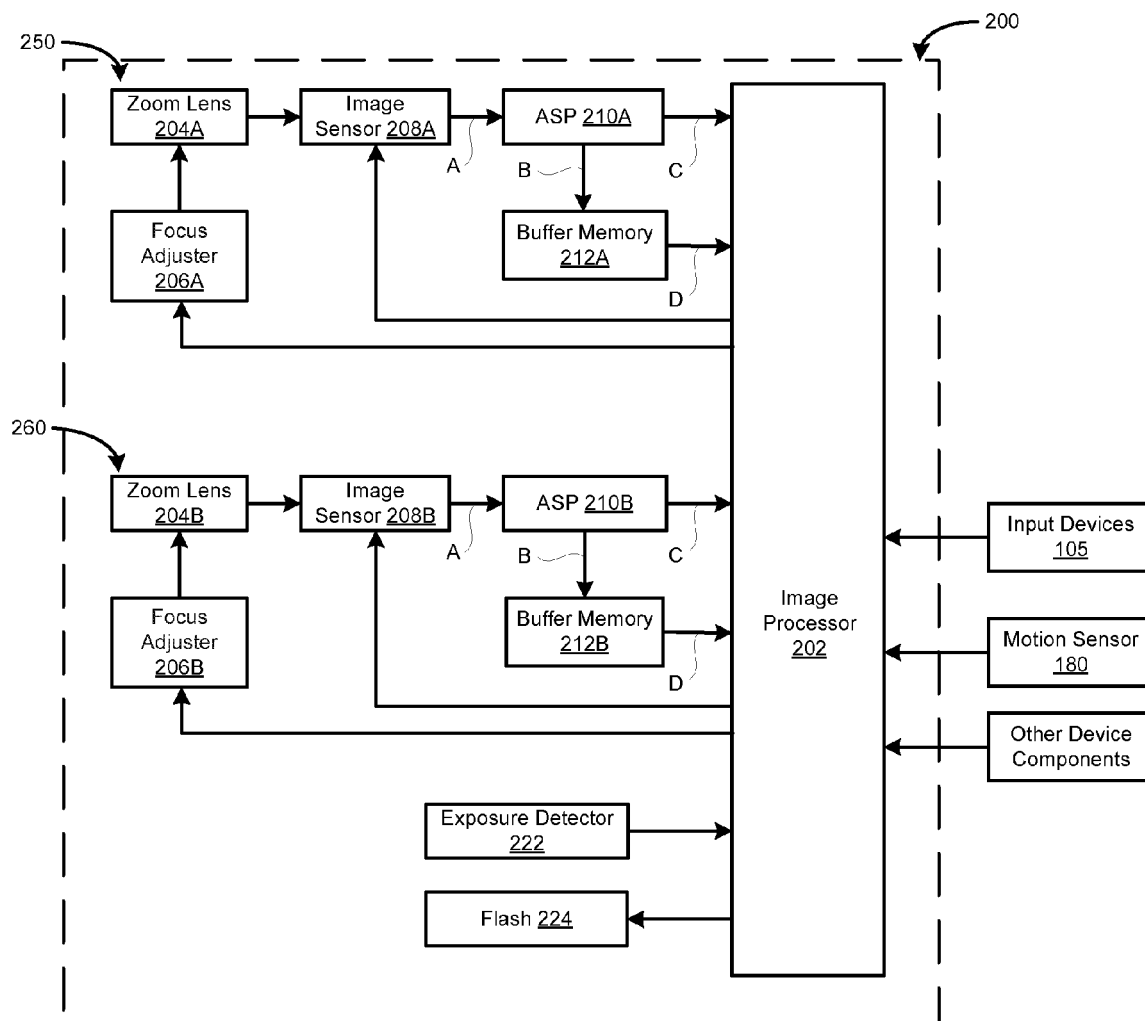 200
250
Zoom Lens
204A
Image
Sensor 208A
ASP 210A
A
B
C
Focus
Adjuster
206A
Buffer Memory
212A
D
260
Zoom Lens
204B
Image
Sensor 208B
ASP 210B
A
B
C
Focus
Adjuster
206B
Buffer Memory
212B
D
Image
Processor
202
Input Devices
105
Motion Sensor
180
Other Device
Components
Exposure Detector
222
Flash 224